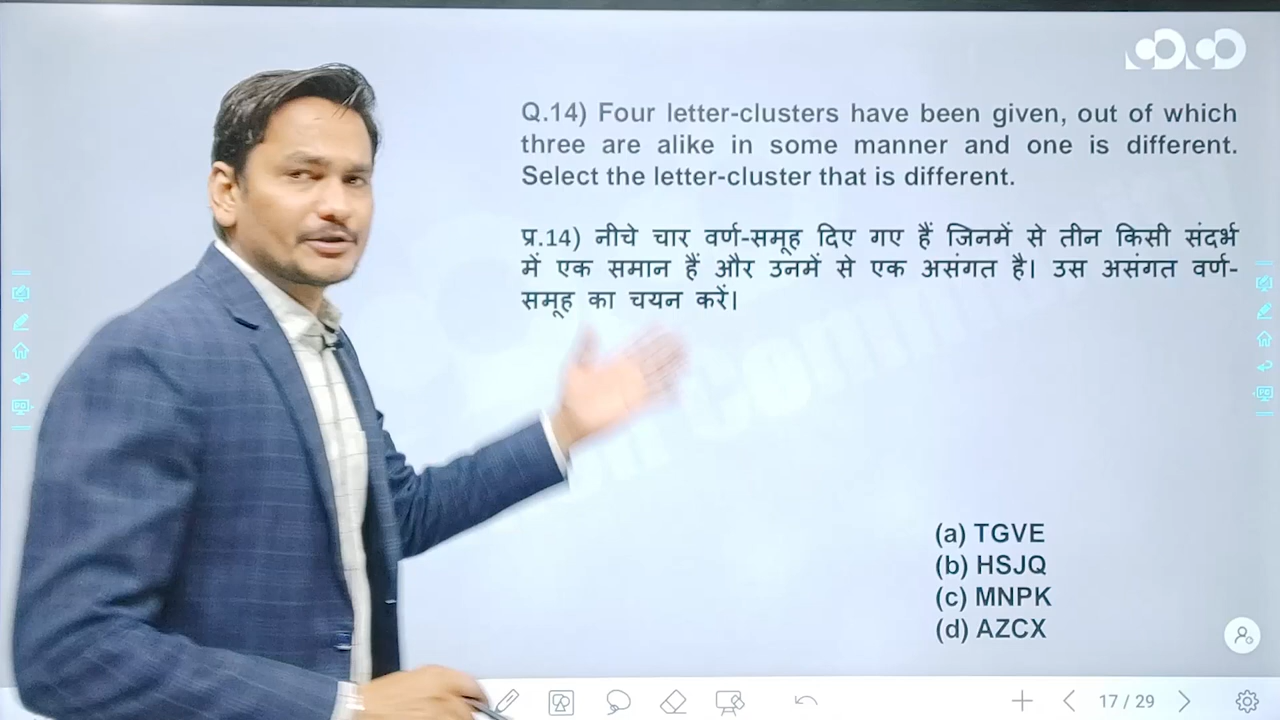 Q.14) Four letter-clusters have been given, out of which
three are alike in some manner and one is different.
Select the letter-cluster that is different.
प्र.14) नीचे चार वर्ण-समूह दिए गए हैं जिनमें से तीन किसी संदर्भ
में एक समान हैं और उनमें से एक असंगत है। उस असंगत वर्ण-
समूह का चयन करें।
(a) TGVE
(b) HSJQ
(c) MNPK
(d) AZCX
17 / 29